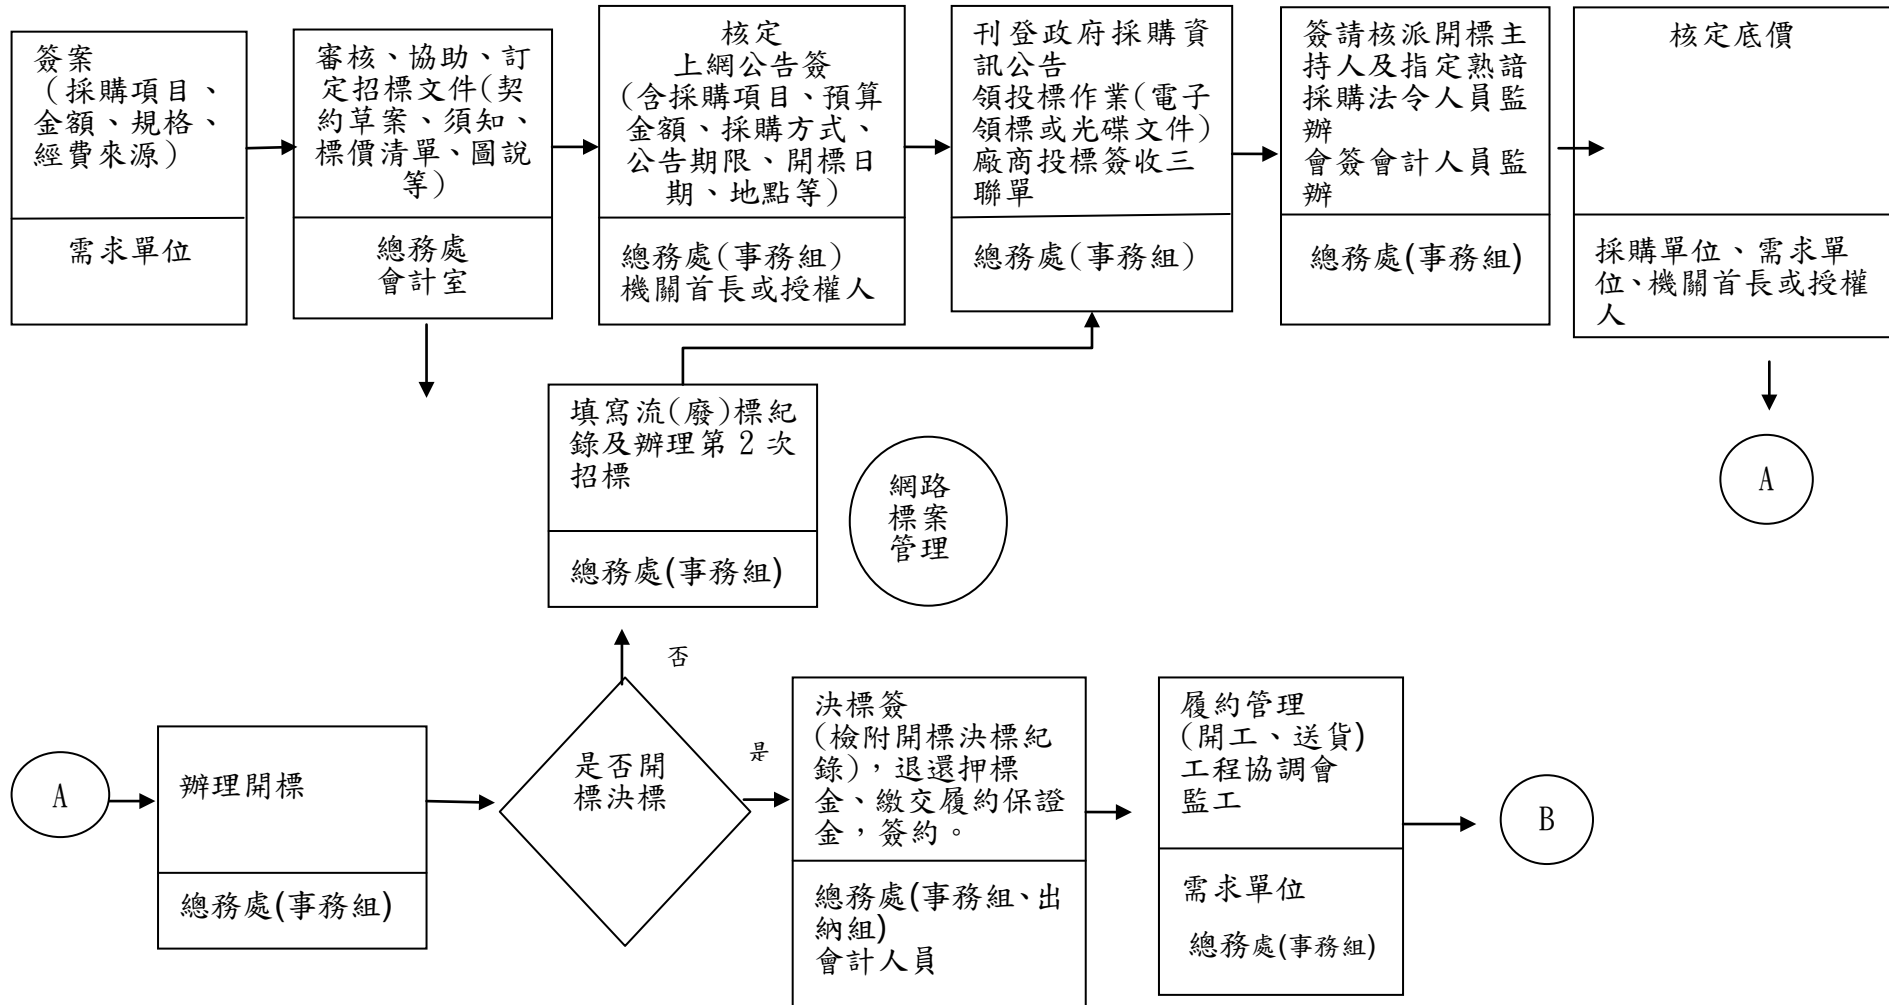 簽案
（採購項目、
金額、規格、
經費來源）
需求單位
審核、協助、訂
定招標文件(契
約草案、須知、
標價清單、圖說
等)
總務處
會計室
核定
上網公告簽
(含採購項目、預算
金額、採購方式、
公告期限、開標日
期、地點等)
總務處(事務組)
機關首長或授權人
刊登政府採購資
訊公告
領投標作業(電子
領標或光碟文件)
廠商投標簽收三
聯單
總務處(事務組)
簽請核派開標主
持人及指定熟諳
採購法令人員監
辦
會簽會計人員監
辦
總務處(事務組)
核定底價
採購單位、需求單
位、機關首長或授權
人
填寫流(廢)標紀
錄及辦理第 2 次
招標
總務處(事務組)
網路
標案
管理
A
否
A
辦理開標
總務處(事務組)
是否開
標決標
是
決標簽
(檢附開標決標紀
錄)，退還押標
金、繳交履約保證
金，簽約。
總務處(事務組、出
納組)
會計人員
履約管理
(開工、送貨)
工程協調會
監工
需求單位
總務處(事務組)
B